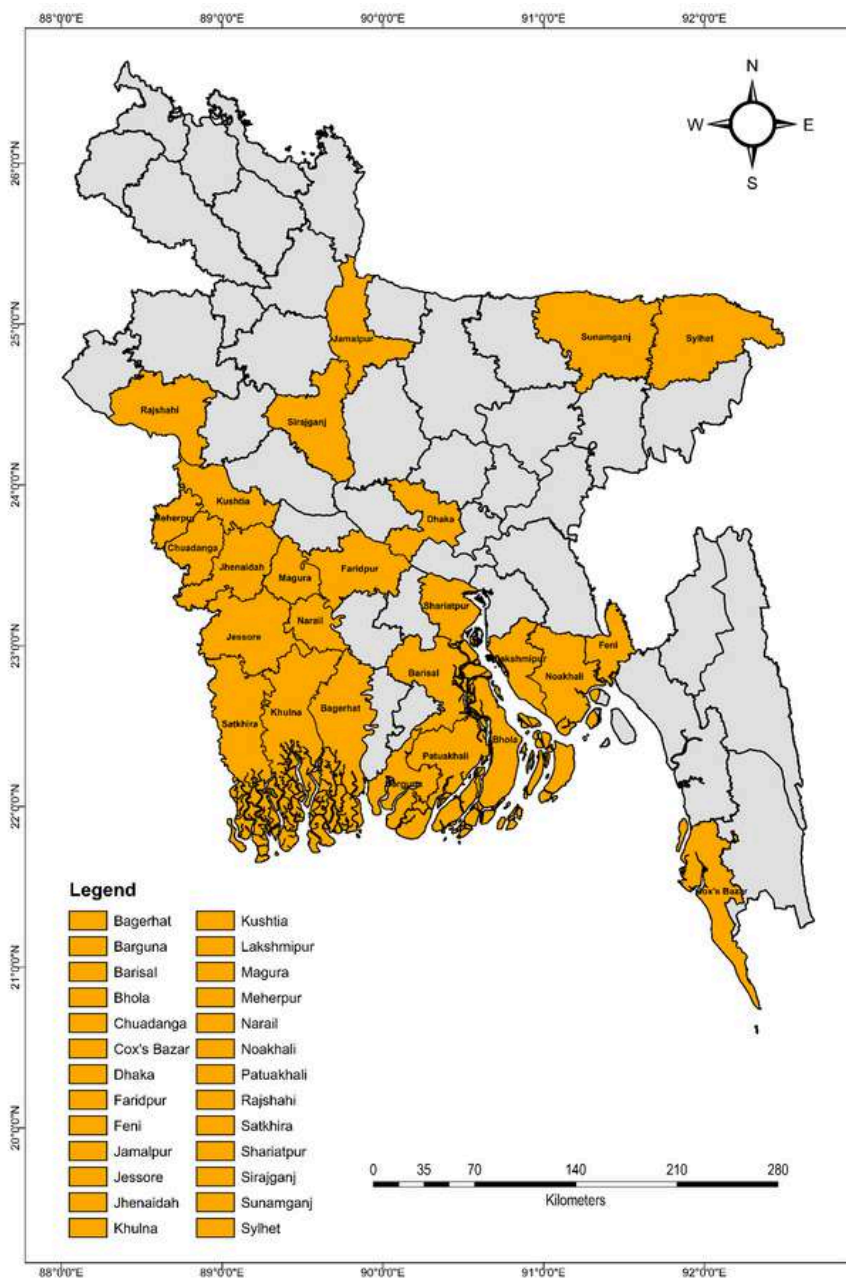 88°0'0"E 89°0'0"E 90°0'0"E 91°0'0"E 92°0'0"E
N
W E
S
26°0'0"N
25°0'0"N
24°0'0"N
23°0'0"N
22°0'0"N
21°0'0"N
20°0'0"N
Jamalpur
Sunamganj
Sylhet
Rajshahi
Sirajganj
Kushtia
Meherpur
Dhaka
Chuadanga
Jhenaidah
Magura
Faridpur
Shariatpur
Narail
Jessore
Feni
Lakshmipur
Barisal
Noakhali
Bagerhat
Khulna
Satkhira
Bhola
Patuakhali
Barguna
Cox's Bazar
Legend
Bagerhat Kushtia
Barguna Lakshmipur
Barisal Magura
Bhola Meherpur
Chuadanga Narail
Cox's Bazar Noakhali
Dhaka Patuakhali
Faridpur Rajshahi
Feni Satkhira
Jamalpur Shariatpur
Jessore Sirajganj
Jhenaidah Sunamganj
Khulna Sylhet
0 35 70 140 210 280
Kilometers
88°0'0"E 89°0'0"E 90°0'0"E 91°0'0"E 92°0'0"E